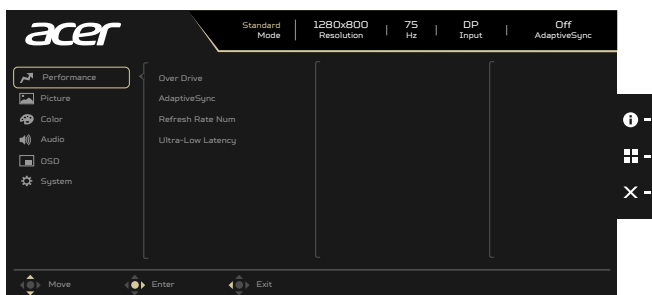 acer
Standard 1280x800 75 DP Off
Mode Resolution Hz Input AdaptiveSync
Performance
Picture
Color
Audio
OSD
System
Over Drive
AdaptiveSync
Refresh Rate Num
Ultra-Low Latency
Move Enter Exit